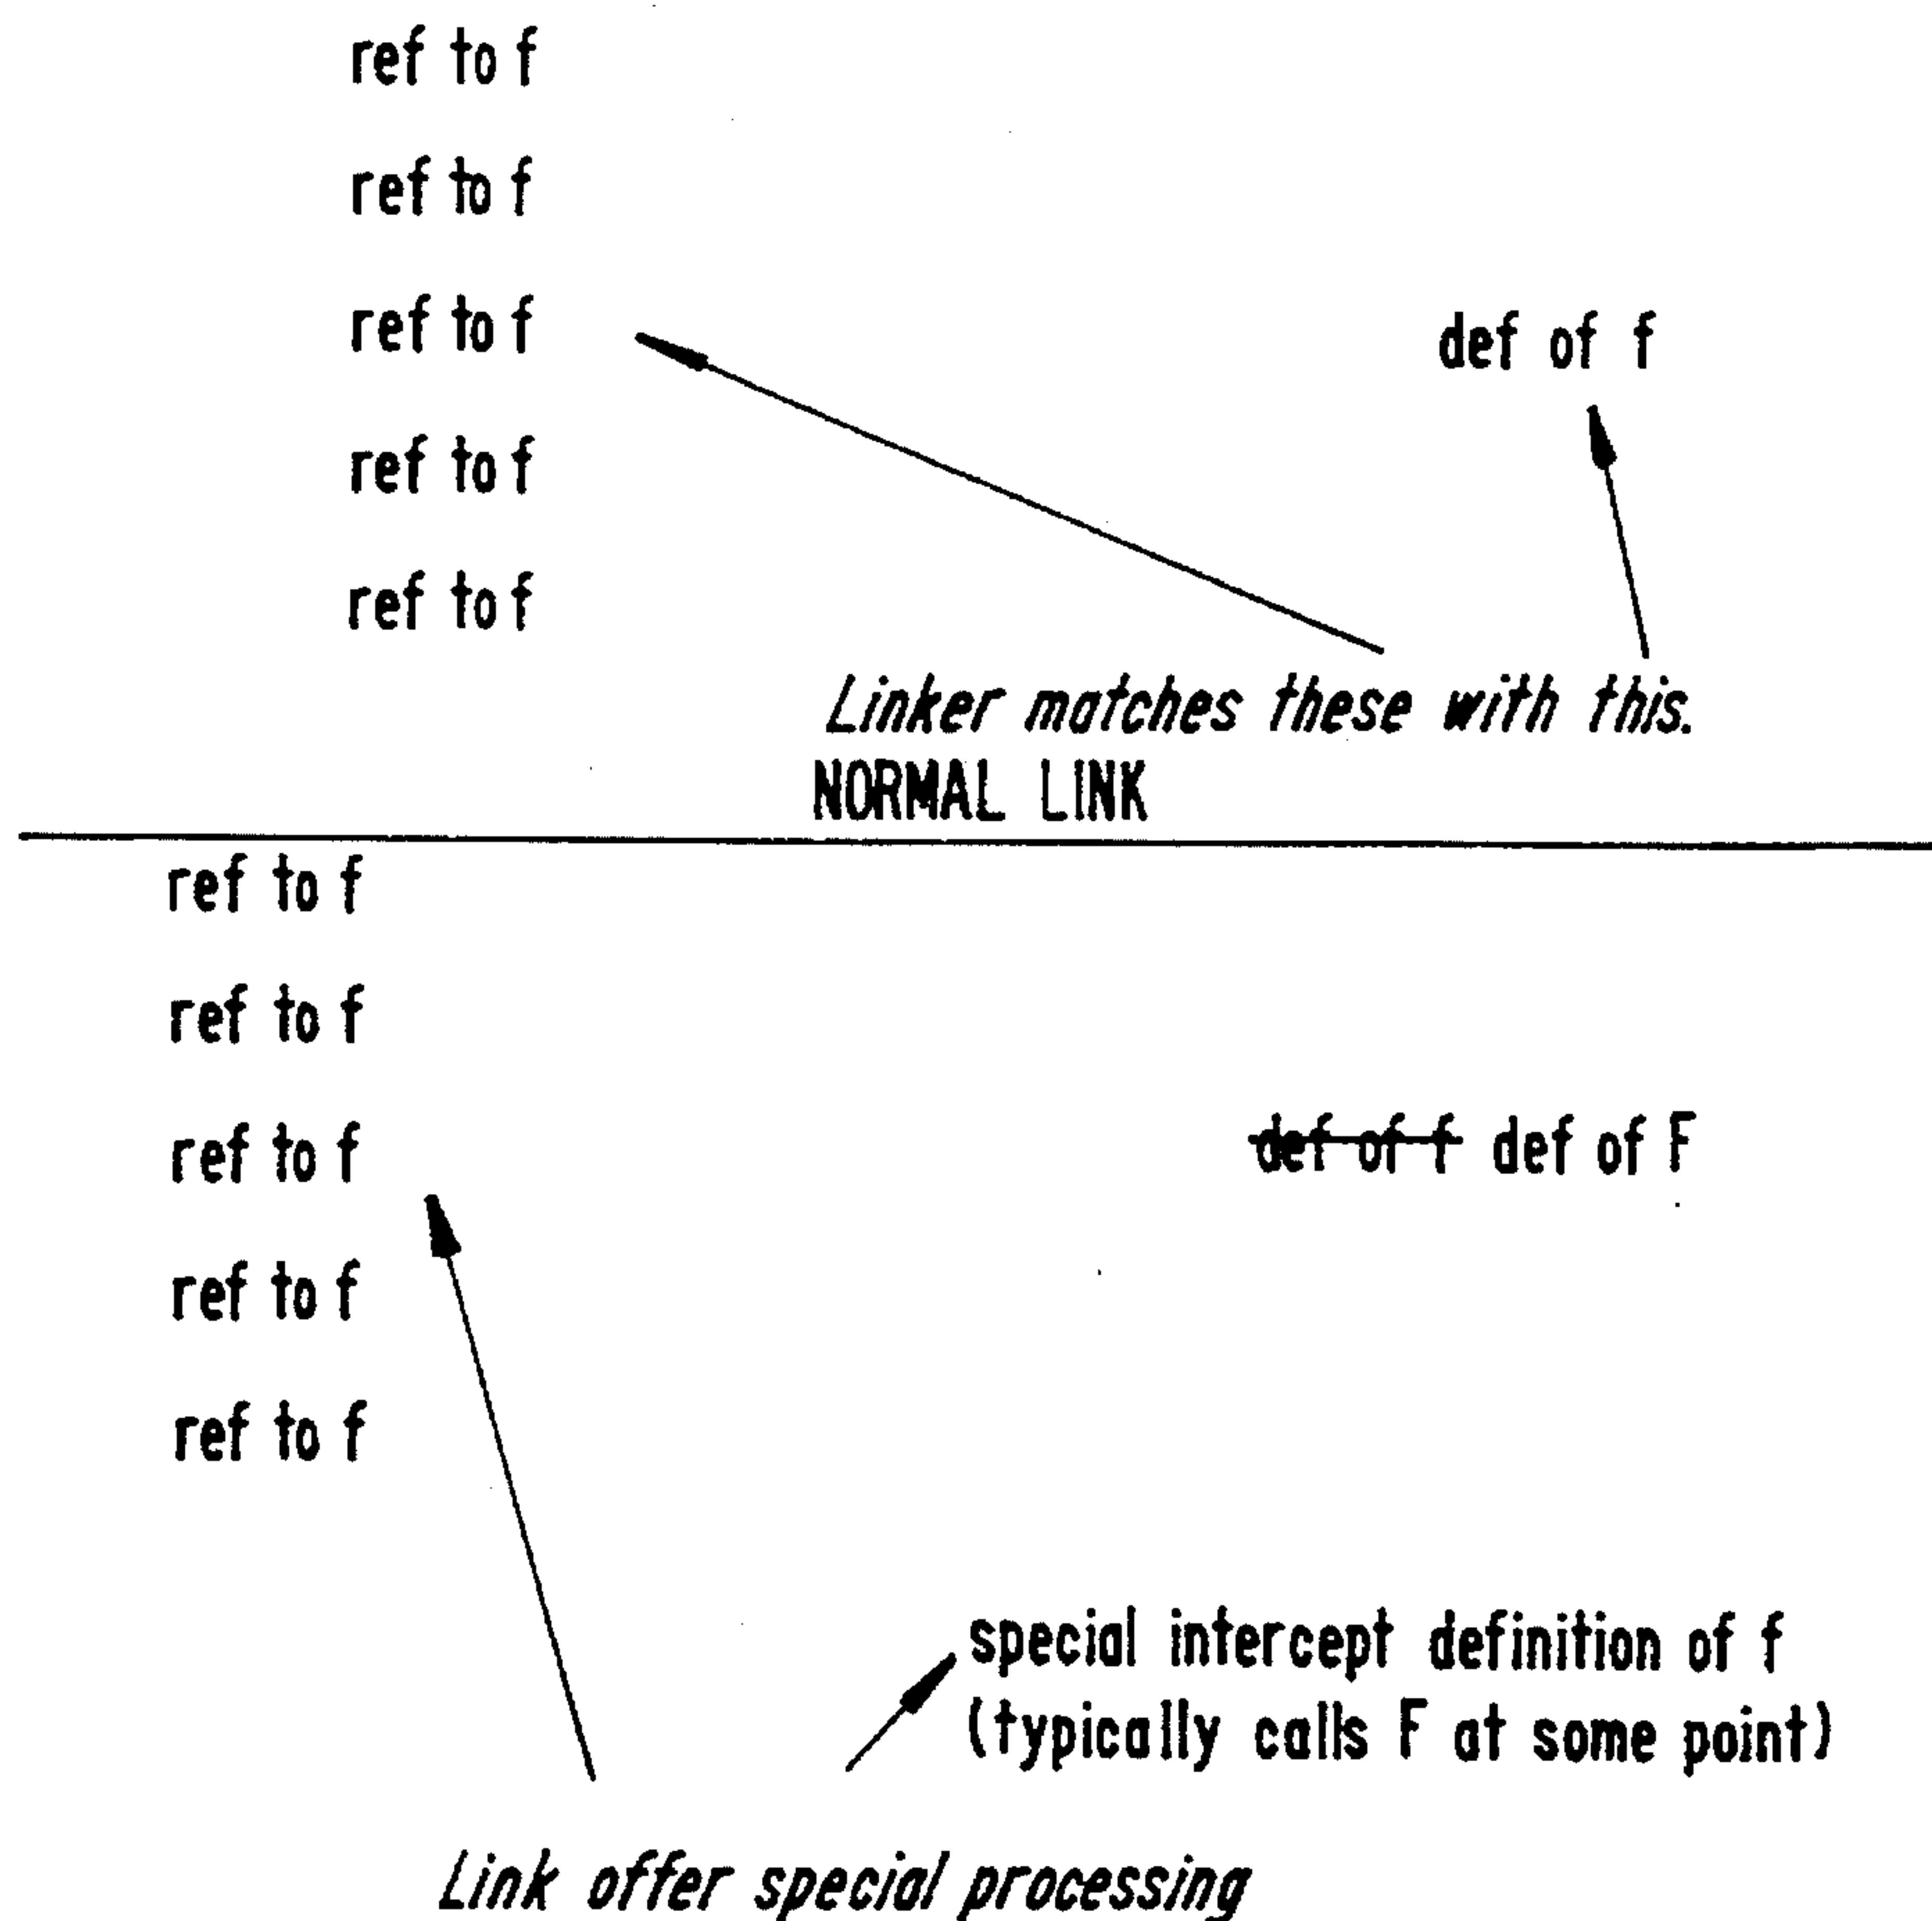 ref to f
ref to f
ref to f
def of f
ref to f
ref to f
Linker matches these with this.
NORMAL LINK
ref to f
ref to f
ref to f
def of f def of F
ref to f
ref to f
special intercept definition of f
(typically calls F at some point)
Link offer special processing